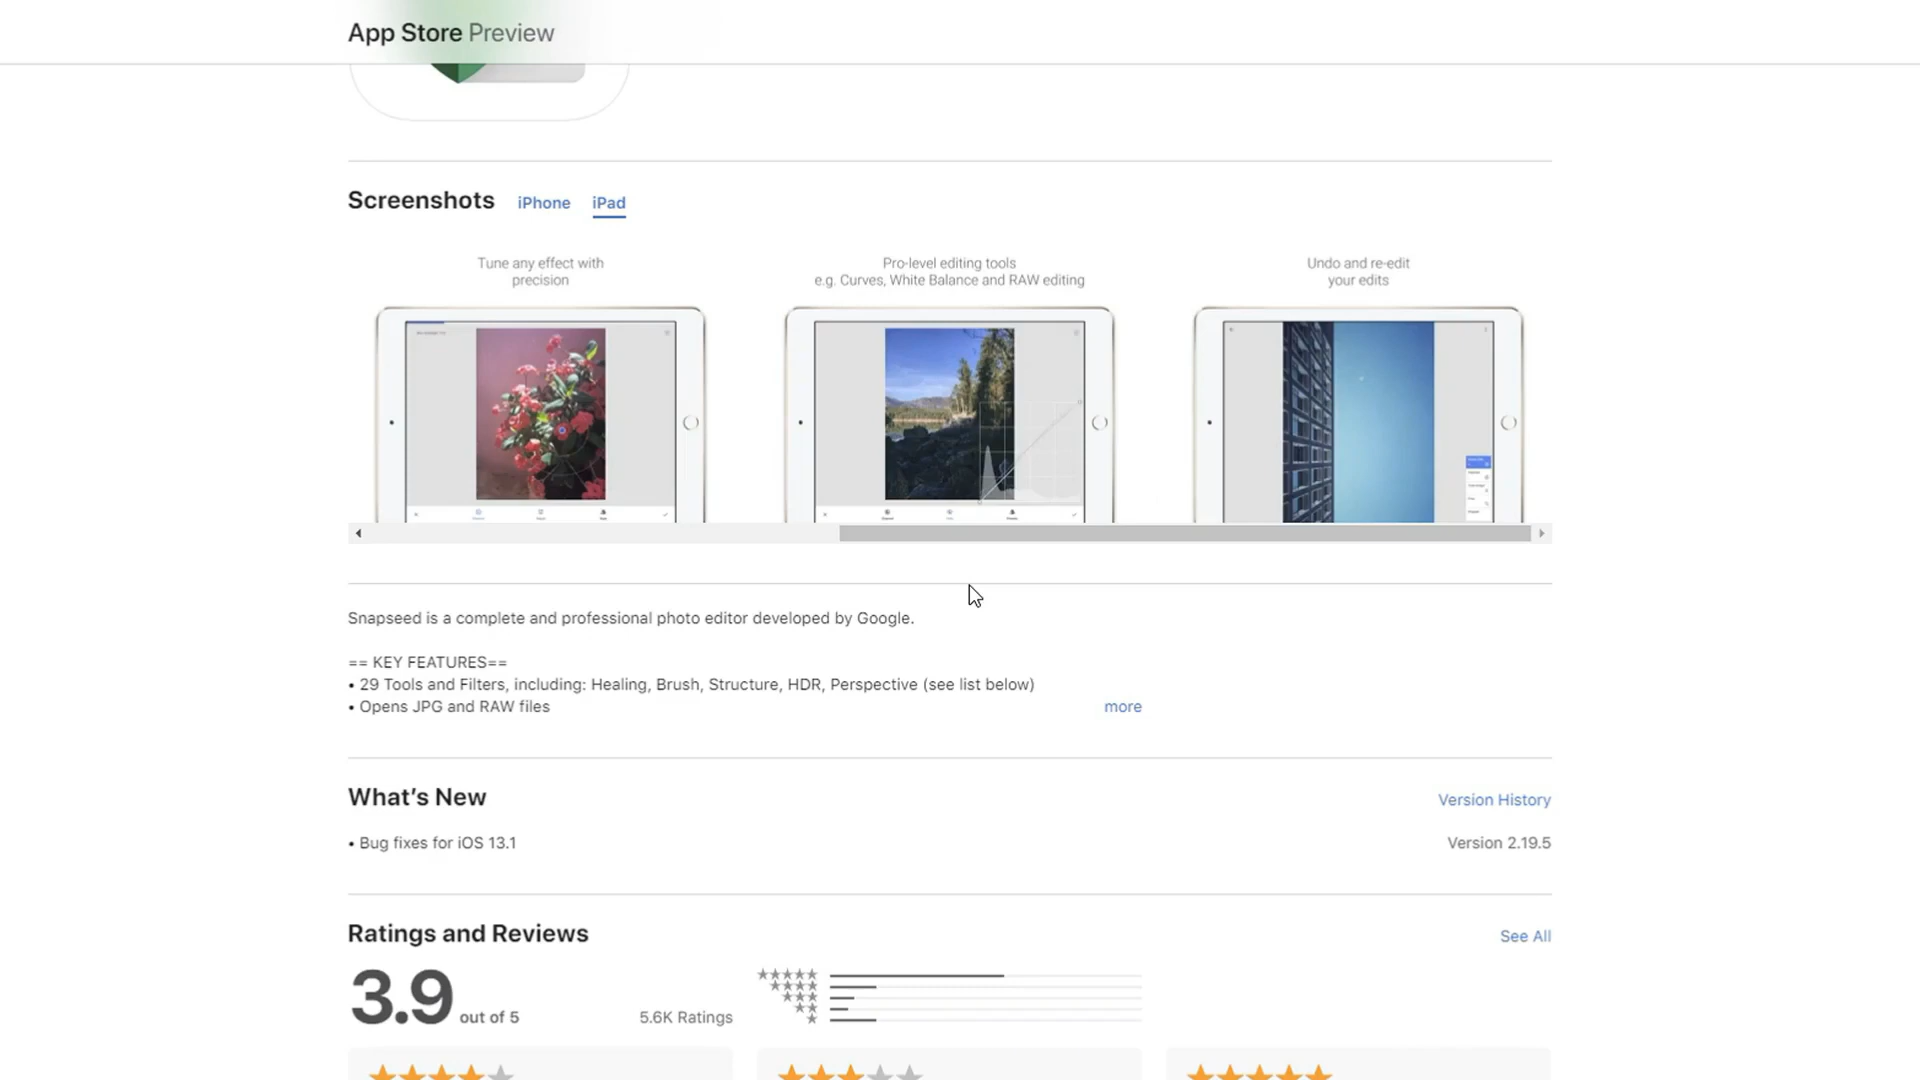 App Store Preview
Screenshots iPhone iPad
Tune any effect with
precision
Pro-level editing tools
e.g. Curves, White Balance and RAW editing
Undo and re-edit
your edits
Snapseed is a complete and professional photo editor developed by Google.
== KEY FEATURES==
• 29 Tools and Filters, including: Healing, Brush, Structure, HDR, Perspective (see list below)
• Opens JPG and RAW files
more
What’s New
Version History
• Bug fixes for iOS 13.1
Version 2.19.5
Ratings and Reviews
See All
3.9 out of 5
5.6K Ratings